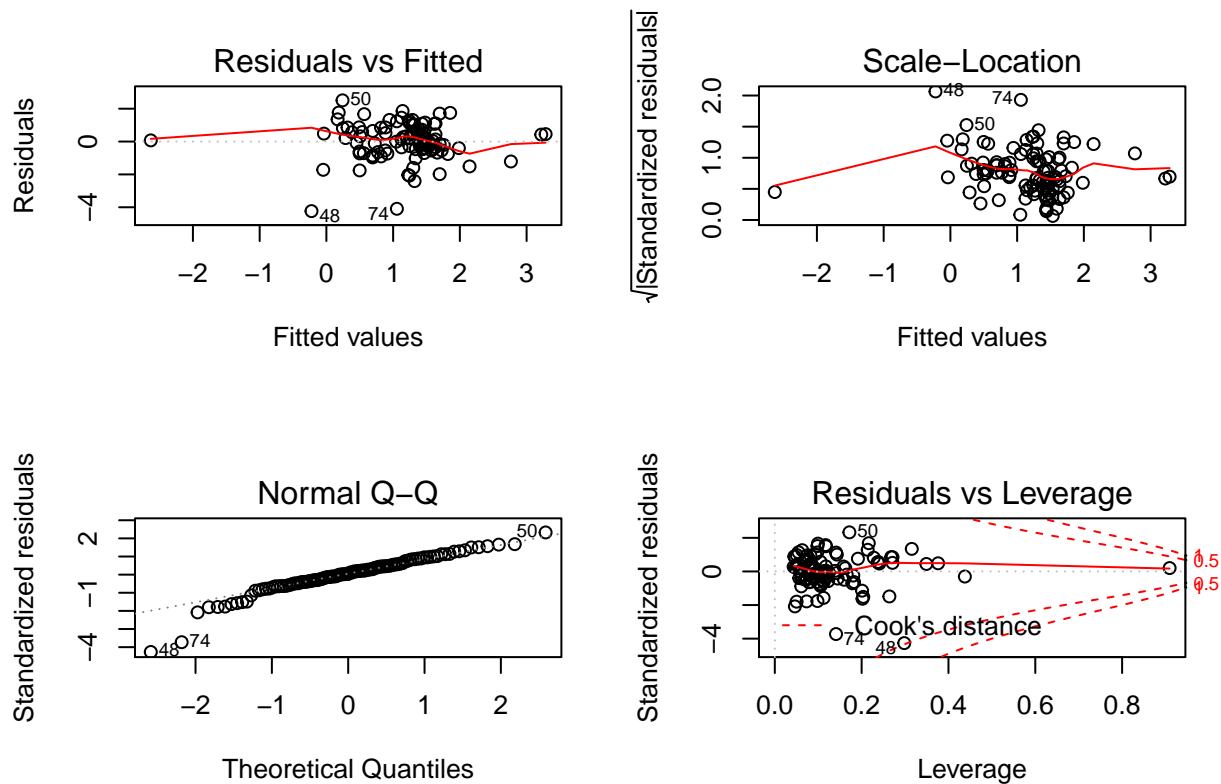 Residuals vs Fitted
Residuals
0
−4
50
48
74
−2 −1 0 1 2 3
Fitted values
Scale−Location
√|Standardized residuals|
2.0
1.0
0.0
48
74
50
−2 −1 0 1 2 3
Fitted values
Normal Q−Q
Standardized residuals
2
−1
−4
50
74
48
−2 −1 0 1 2
Theoretical Quantiles
Residuals vs Leverage
Standardized residuals
0
−4
50
1
0.5
0.5
1
Cook's distance
74
48
0.0 0.2 0.4 0.6 0.8
Leverage